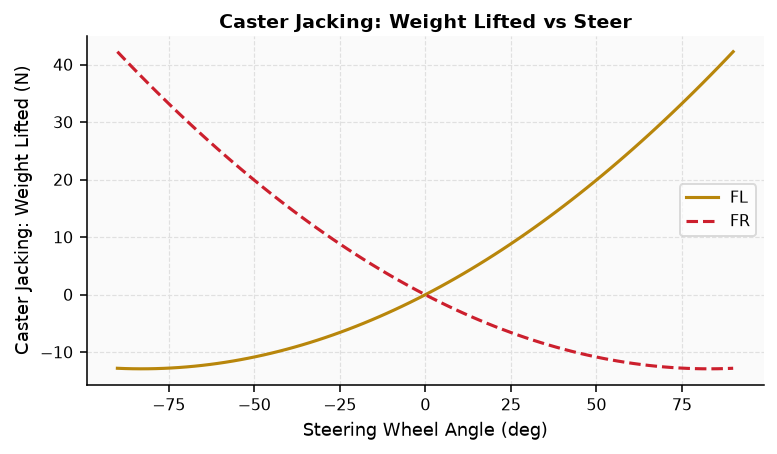 Caster Jacking: Weight Lifted vs Steer
Caster Jacking: Weight Lifted (N)
40
30
20
10
0
−10
FL
FR
−75
−50
−25
0
25
50
75
Steering Wheel Angle (deg)